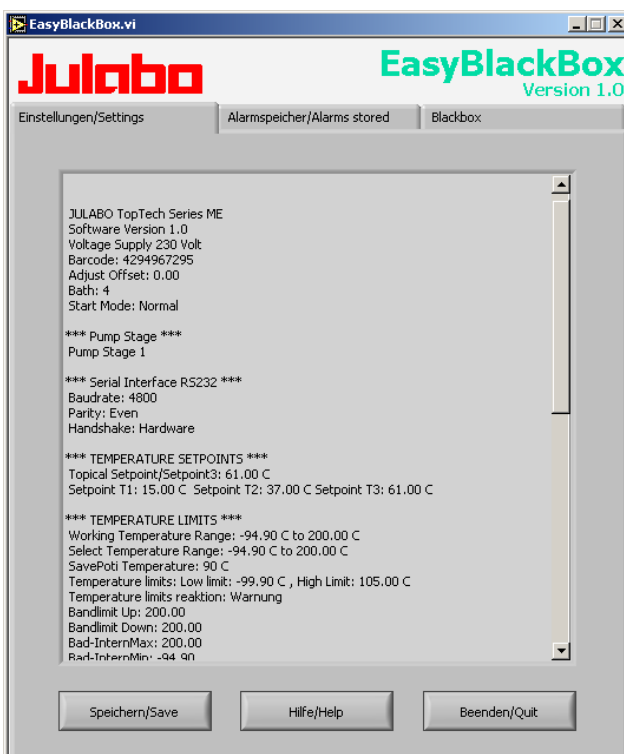 EasyBlackBox.vi
Julabo
EasyBlackBox
Version 1.0
Einstellungen/Settings
Alarmspeicher/Alarms stored
Blackbox
JULABO TopTech Series ME
Software Version 1.0
Voltage Supply 230 Volt
Barcode: 4294967295
Adjust Offset: 0.00
Bath: 4
Start Mode: Normal
*** Pump Stage ***
Pump Stage 1
*** Serial Interface RS232 ***
Baudrate: 4800
Parity: Even
Handshake: Hardware
*** TEMPERATURE SETPOINTS ***
Topical Setpoint/Setpoint3: 61.00 C
Setpoint T1: 15.00 C Setpoint T2: 37.00 C Setpoint T3: 61.00 C
*** TEMPERATURE LIMITS ***
Working Temperature Range: -94.90 C to 200.00 C
Select Temperature Range: -94.90 C to 200.00 C
SavePoti Temperature: 90 C
Temperature limits: Low limit: -99.90 C , High Limit: 105.00 C
Temperature limits reaktion: Warnung
Bandlimit Up: 200.00
Bandlimit Down: 200.00
Bad-InternMax: 200.00
Bad-InternMin: -94.90
Speichern/Save
Hilfe/Help
Beenden/Quit